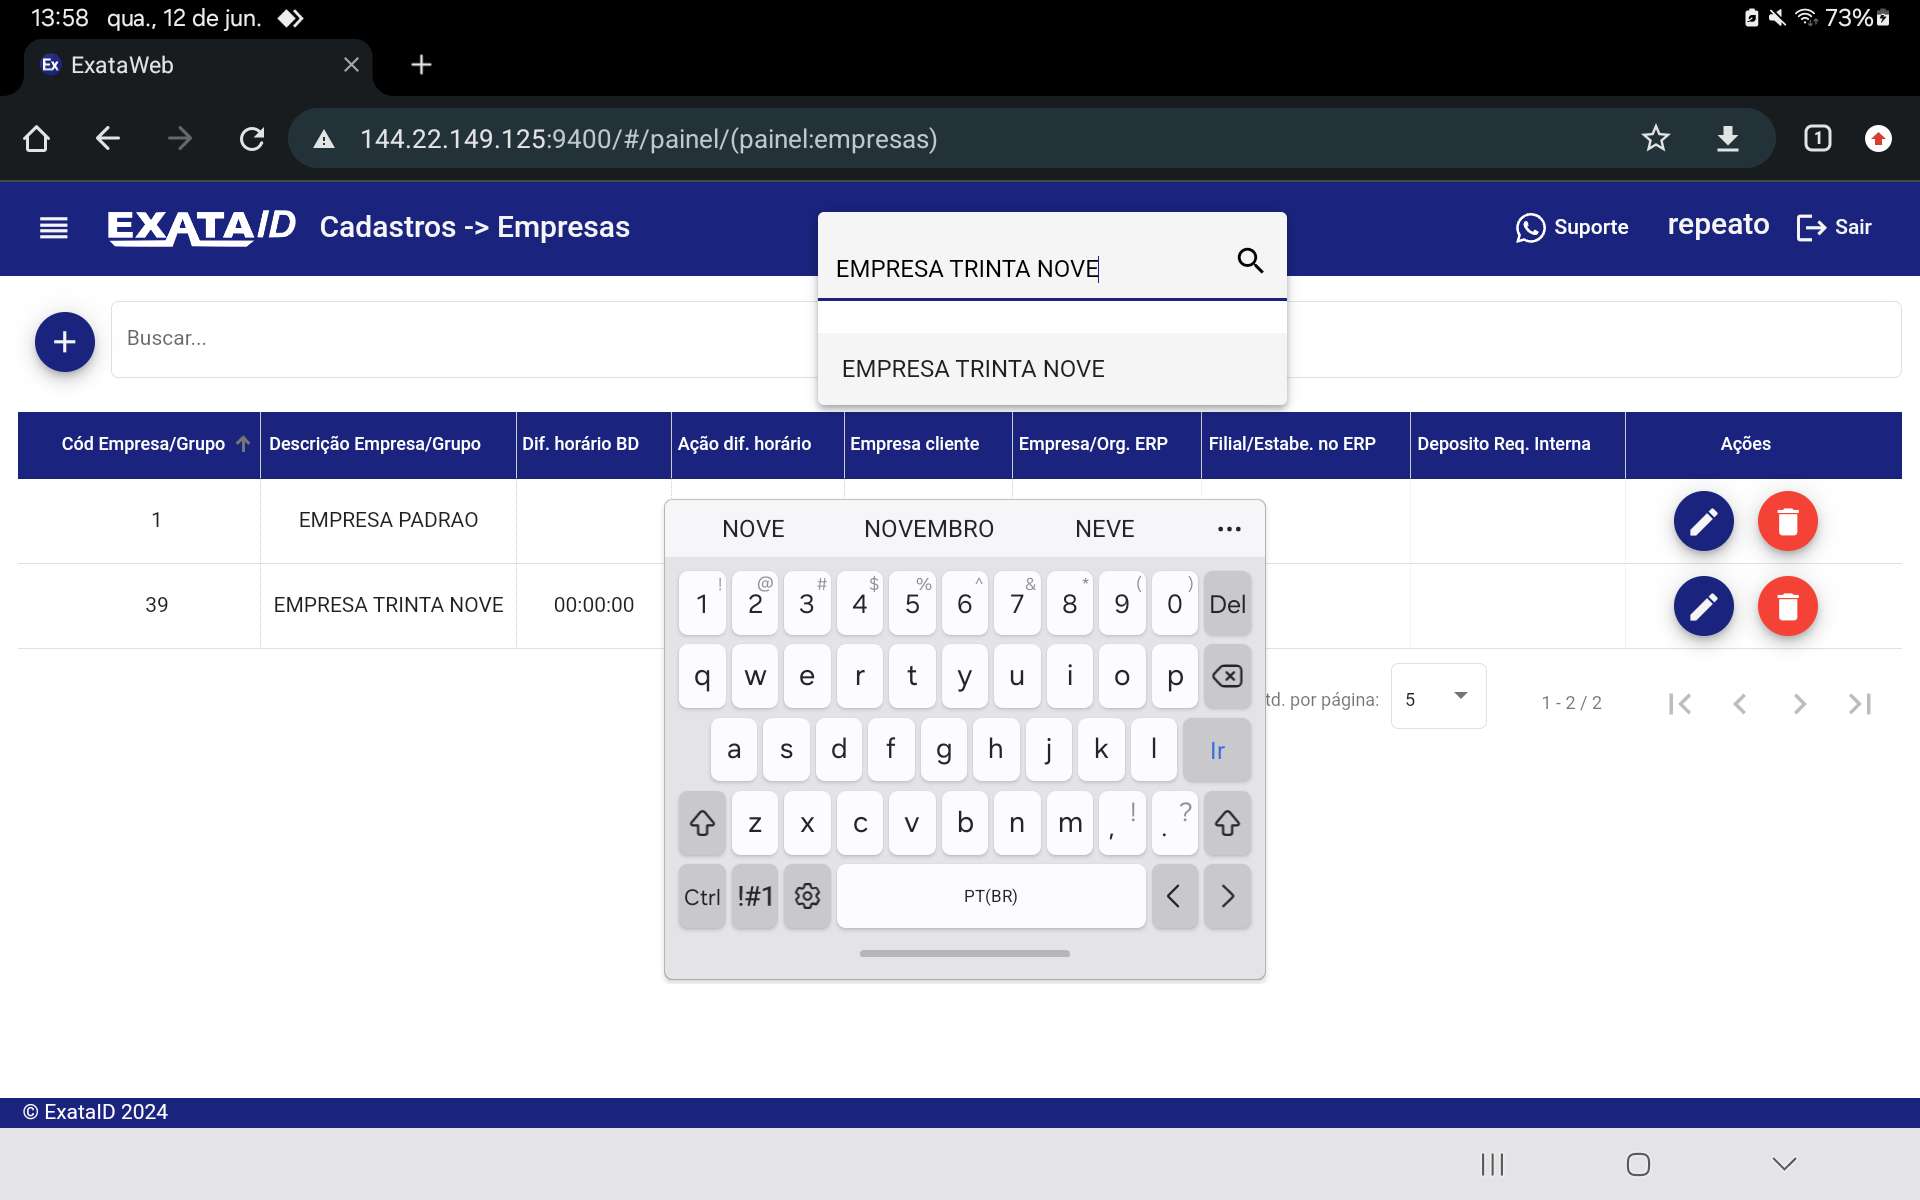 13:58 qua., 12 de jun. 73%
Ex ExataWeb
144.22.149.125:9400/#/painel/(painel:empresas) 1
EXATAID Cadastros -> Empresas EMPRESA TRINTA NOVE Suporte repeato Sair
Buscar...
EMPRESA TRINTA NOVE
Cód Empresa/Grupo Descrição Empresa/Grupo Dif. horário BD Ação dif. horário Empresa cliente Empresa/Org. ERP Filial/Estabe. no ERP Deposito Req. Interna Ações
1 EMPRESA PADRAO
39 EMPRESA TRINTA NOVE 00:00:00
td. por página: 5 1 - 2 / 2
NOVE NOVEMBRO NEVE ...
1 ! 2 @ 3 # 4 $ 5 % 6 ^ 7 & 8 * 9 ( 0 ) Del
q w e r t y u i o p
a s d f g h j k l Ir
z x c v b n m , ! . ?
Ctrl !#1 PT(BR) < >
© ExataID 2024